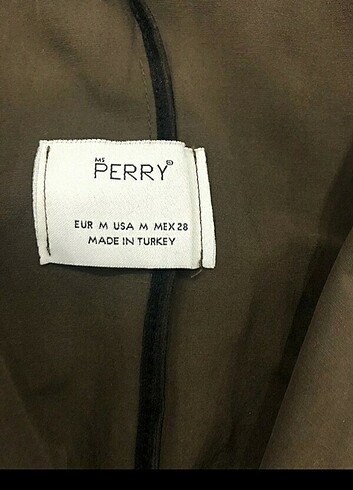 MS
PERRY®
EUR M USA M MEX 28
MADE IN TURKEY